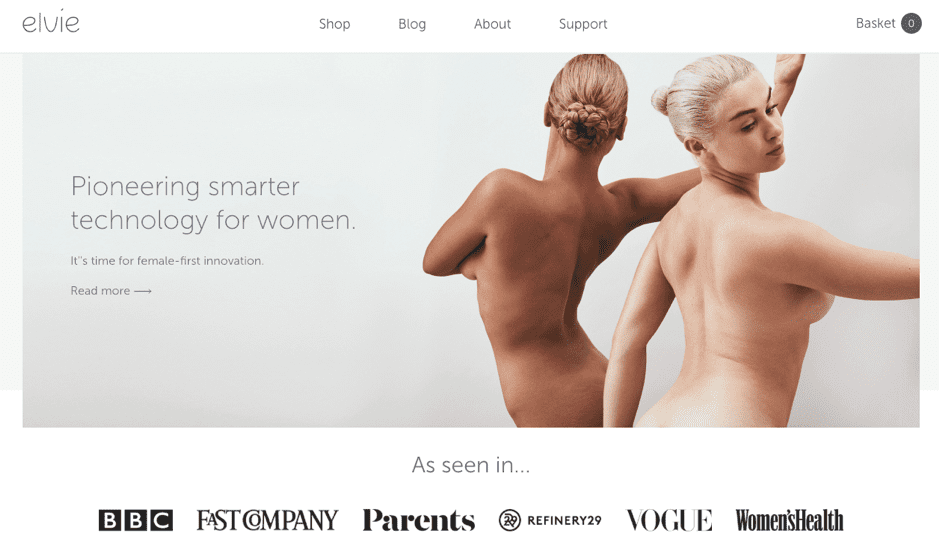 elvie
Shop Blog About Support Basket 0
Pioneering smarter
technology for women.
It''s time for female-first innovation.
Read more
As seen in...
BBC FAST COMPANY Parents 29 REFINERY29 VOGUE Women'sHealth